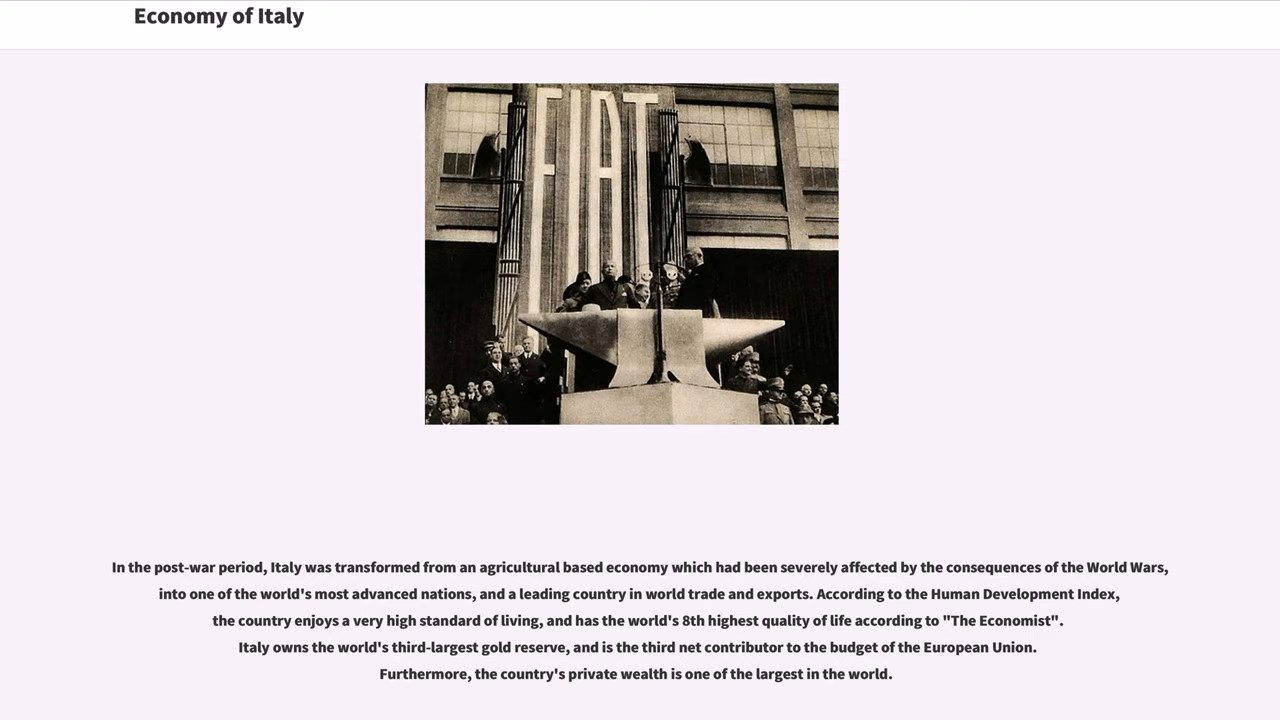 Economy of Italy
FIAT
In the post-war period, Italy was transformed from an agricultural based economy which had been severely affected by the consequences of the World Wars,
into one of the world's most advanced nations, and a leading country in world trade and exports. According to the Human Development Index,
the country enjoys a very high standard of living, and has the world's 8th highest quality of life according to "The Economist".
Italy owns the world's third-largest gold reserve, and is the third net contributor to the budget of the European Union.
Furthermore, the country's private wealth is one of the largest in the world.